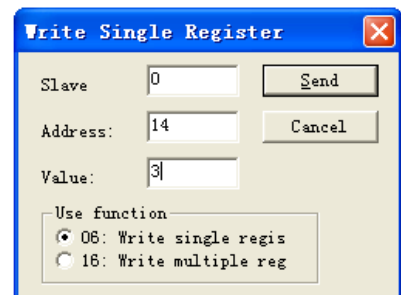 Write Single Register
Slave 0 Send
Address: 14 Cancel
Value: 3
Use function
06: Write single regis
16: Write multiple reg